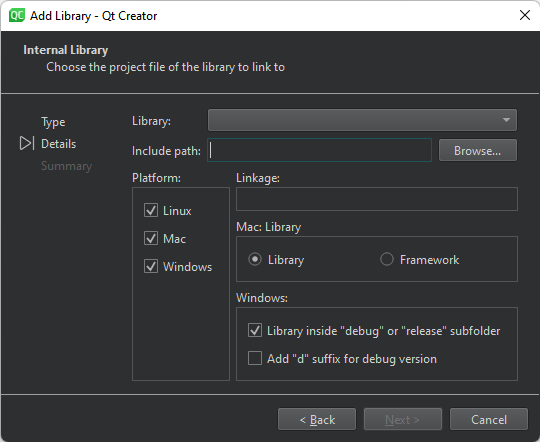 QC Add Library - Qt Creator
Internal Library
Choose the project file of the library to link to
Type
Details
Summary
Library:
Include path:
Browse...
Platform:
Linux
Mac
Windows
Linkage:
Mac: Library
Library
Framework
Windows:
Library inside "debug" or "release" subfolder
Add "d" suffix for debug version
< Back
Next >
Cancel